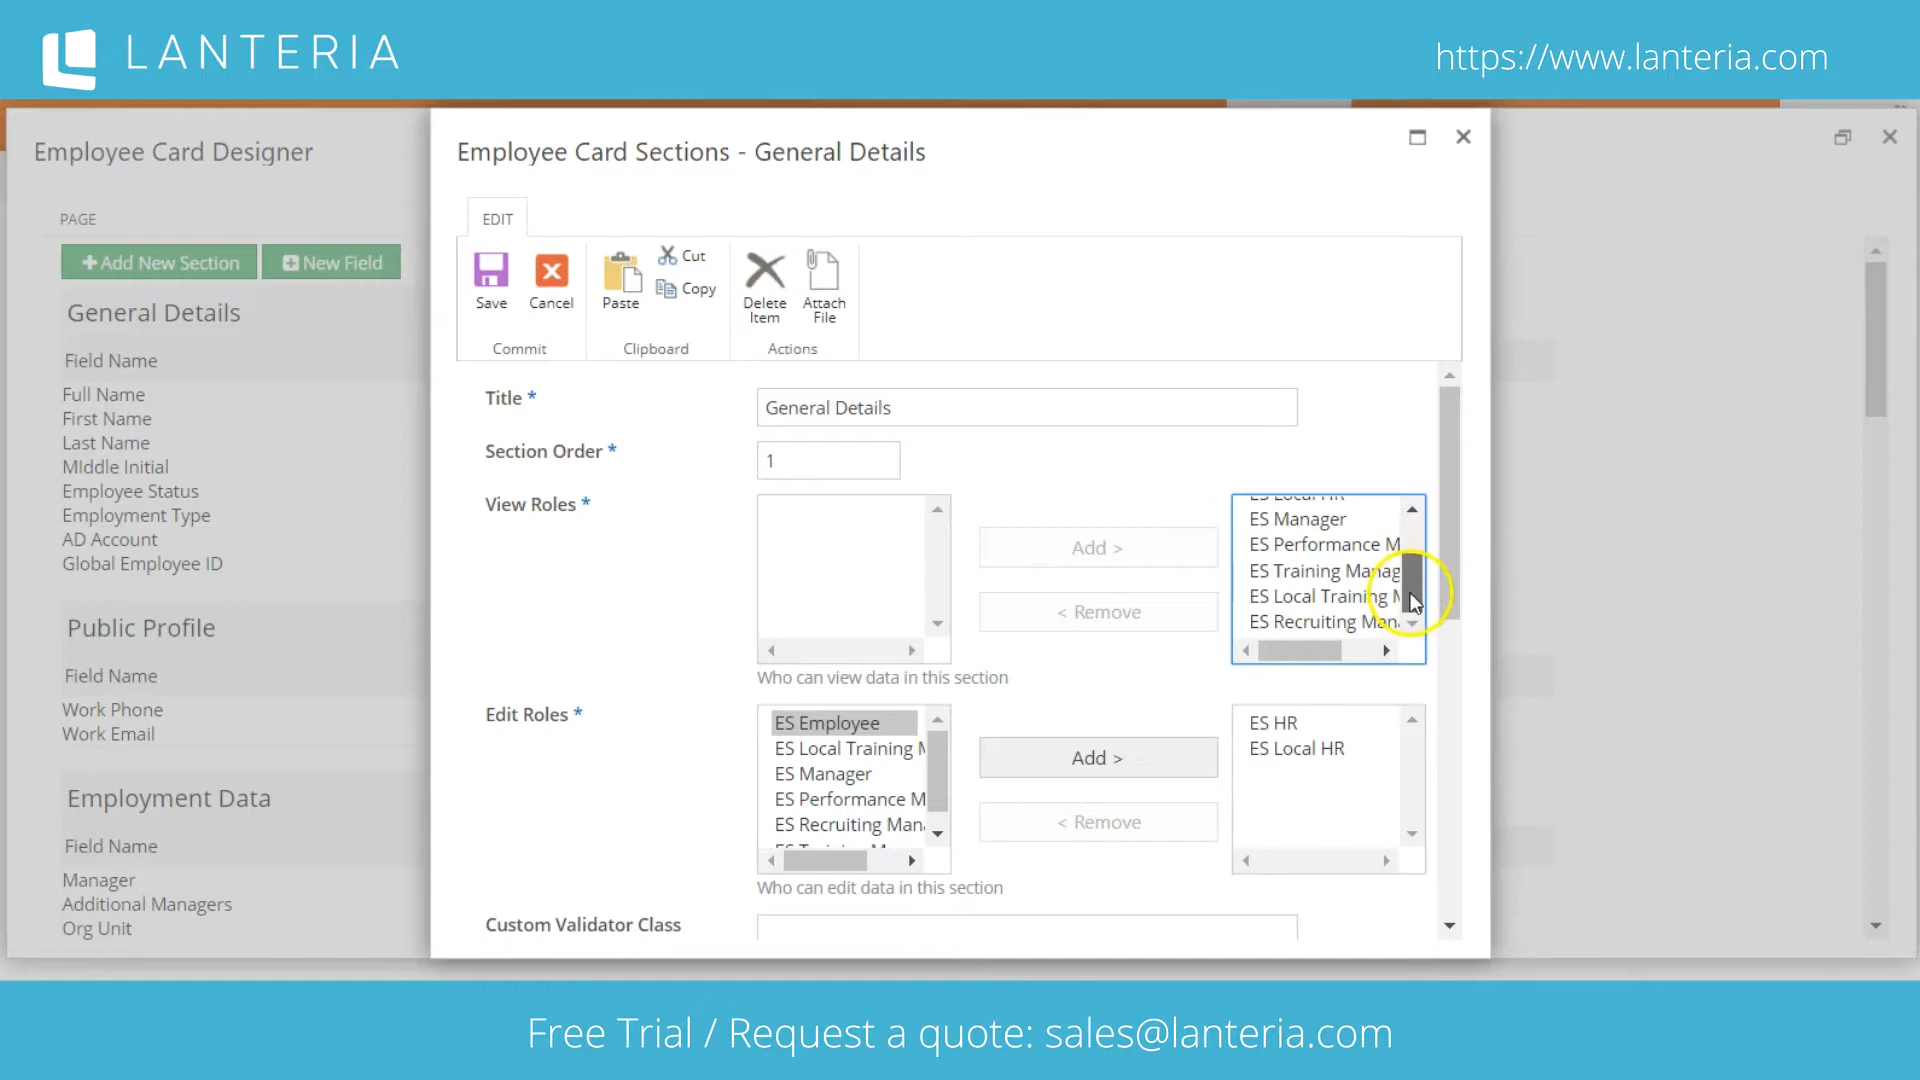 LANTERIA
https://www.lanteria.com
Employee Card Designer
PAGE
Add New Section
New Field
General Details
Field Name
Full Name
First Name
Last Name
MIddle Initial
Employee Status
Employment Type
AD Account
Global Employee ID
Public Profile
Field Name
Work Phone
Work Email
Employment Data
Field Name
Manager
Additional Managers
Org Unit
Employee Card Sections - General Details
EDIT
Save
Cancel
Commit
Paste
Cut
Copy
Clipboard
Delete Item
Attach File
Actions
Title *
General Details
Section Order *
1
View Roles *
Add >
< Remove
ES Local HR
ES Manager
ES Performance M
ES Training Manag
ES Local Training M
ES Recruiting Man
Who can view data in this section
Edit Roles *
ES Employee
ES Local Training M
ES Manager
ES Performance M
ES Recruiting Man
Add >
< Remove
ES HR
ES Local HR
Who can edit data in this section
Custom Validator Class
Free Trial / Request a quote: sales@lanteria.com